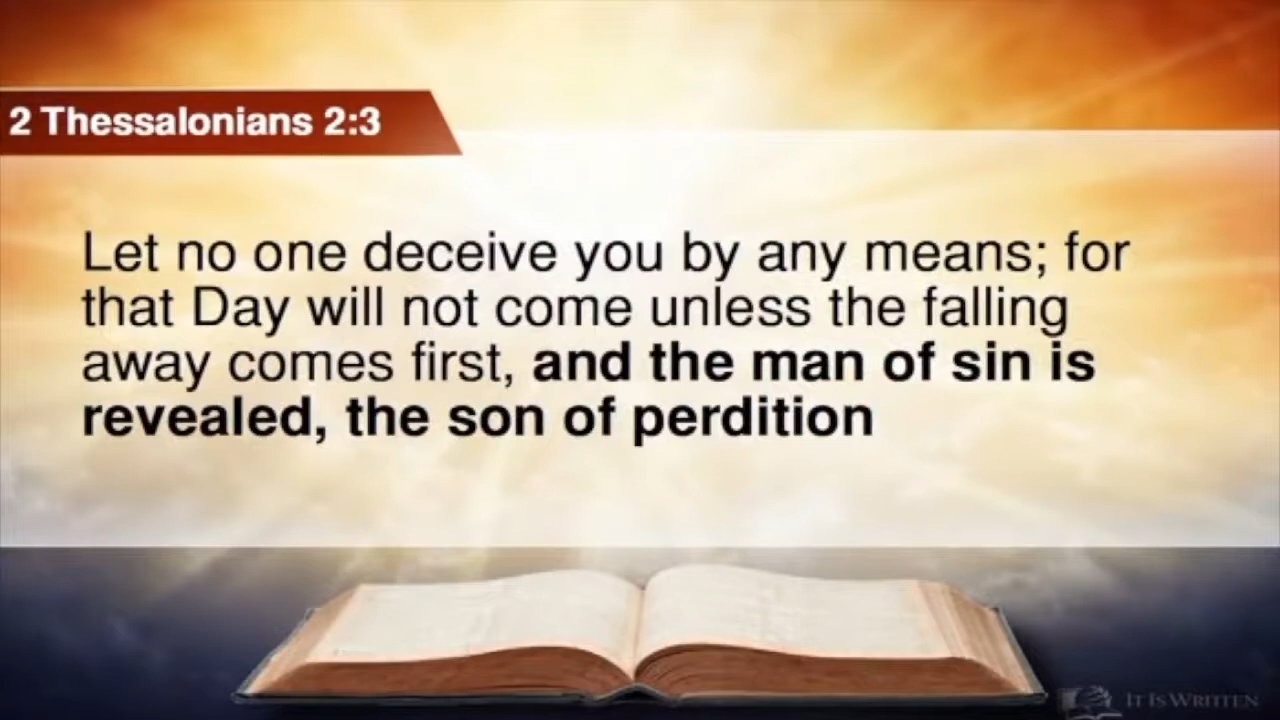 2 Thessalonians 2:3
Let no one deceive you by any means; for
that Day will not come unless the falling
away comes first, and the man of sin is
revealed, the son of perdition
IT IS WRITTEN